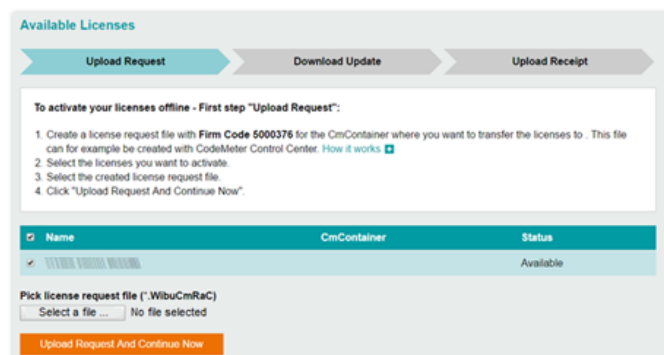 Available Licenses
Upload Request
Download Update
Upload Receipt
To activate your licenses offline - First step "Upload Request":
1. Create a license request file with Firm Code 5000376 for the CmContainer where you want to transfer the licenses to . This file
can for example be created with CodeMeter Control Center. How it works
2. Select the licenses you want to activate.
3. Select the created license request file.
4. Click "Upload Request And Continue Now".
Name CmContainer Status
Available
Pick license request file (*.WibuCmRaC)
Select a file ... No file selected
Upload Request And Continue Now